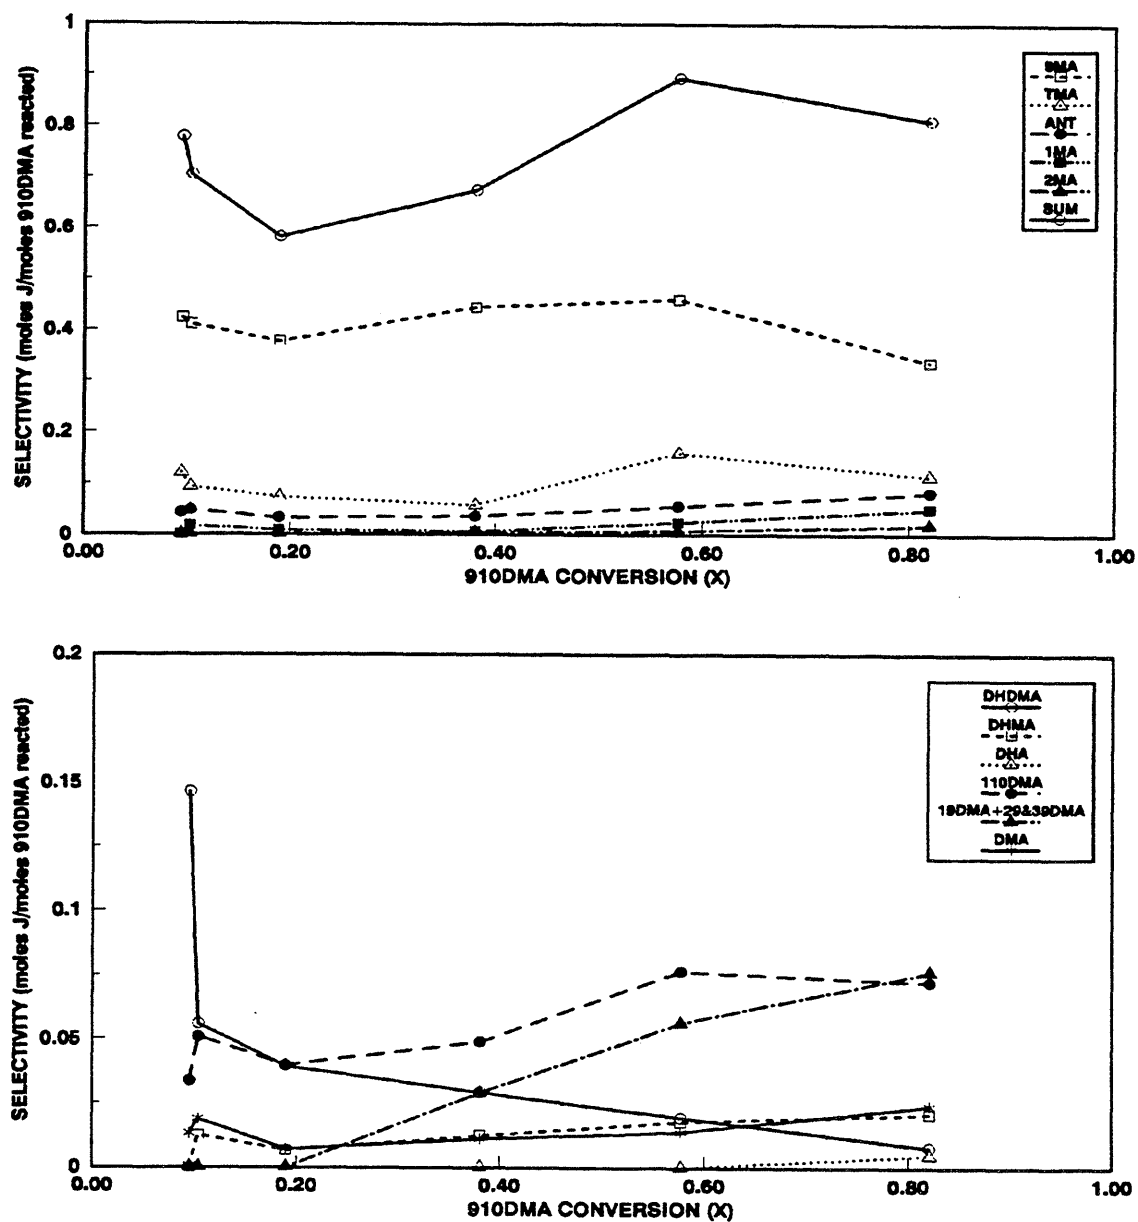 SELECTIVITY (moles J/moles 910DMA reacted)
1
0.8
0.6
0.4
0.2
0
0.00
0.20
0.40
0.60
0.80
1.00
910DMA CONVERSION (X)
9MA
TMA
ANT
1MA
2MA
SUM
SELECTIVITY (moles J/moles 910DMA reacted)
0.2
0.15
0.1
0.05
0
0.00
0.20
0.40
0.60
0.80
1.00
910DMA CONVERSION (X)
DHDMA
DHMA
DHA
110DMA
19DMA+29&39DMA
DMA